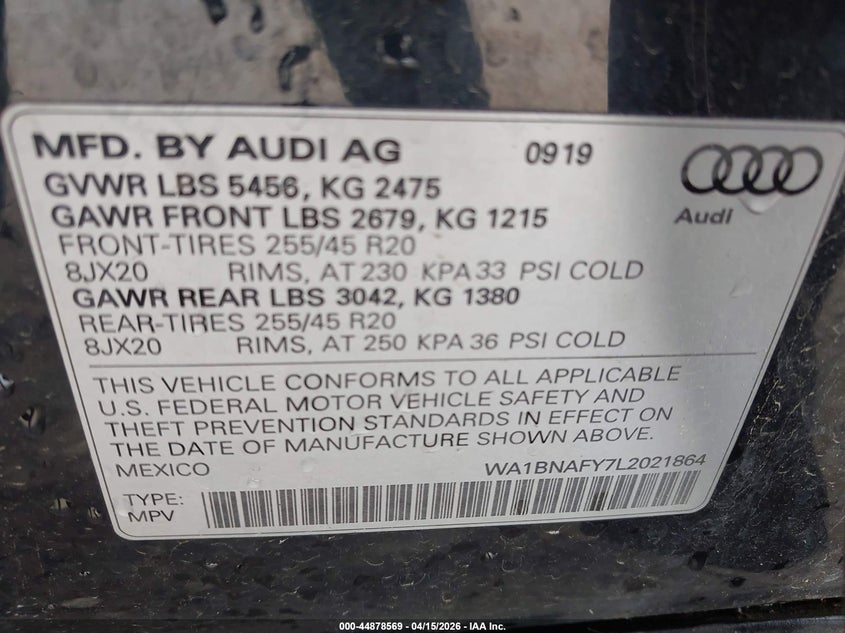 MFD. BY AUDI AG 0919
GVWR LBS 5456, KG 2475
GAWR FRONT LBS 2679, KG 1215
Audi
FRONT-TIRES 255/45 R20
8JX20 RIMS, AT 230 KPA 33 PSI COLD
GAWR REAR LBS 3042, KG 1380
REAR-TIRES 255/45 R20
8JX20 RIMS, AT 250 KPA 36 PSI COLD
THIS VEHICLE CONFORMS TO ALL APPLICABLE
U.S. FEDERAL MOTOR VEHICLE SAFETY AND
THEFT PREVENTION STANDARDS IN EFFECT ON
THE DATE OF MANUFACTURE SHOWN ABOVE.
MEXICO WA1BNAFY7L2021864
TYPE:
MPV
000-44878569 - 04/15/2026 - IAA Inc.